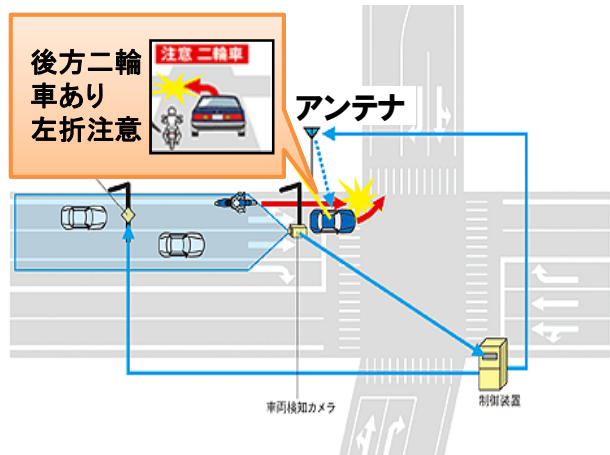 後方二輪
車あり
左折注意
注意 二輪車
アンテナ
車両検知カメラ
制御装置